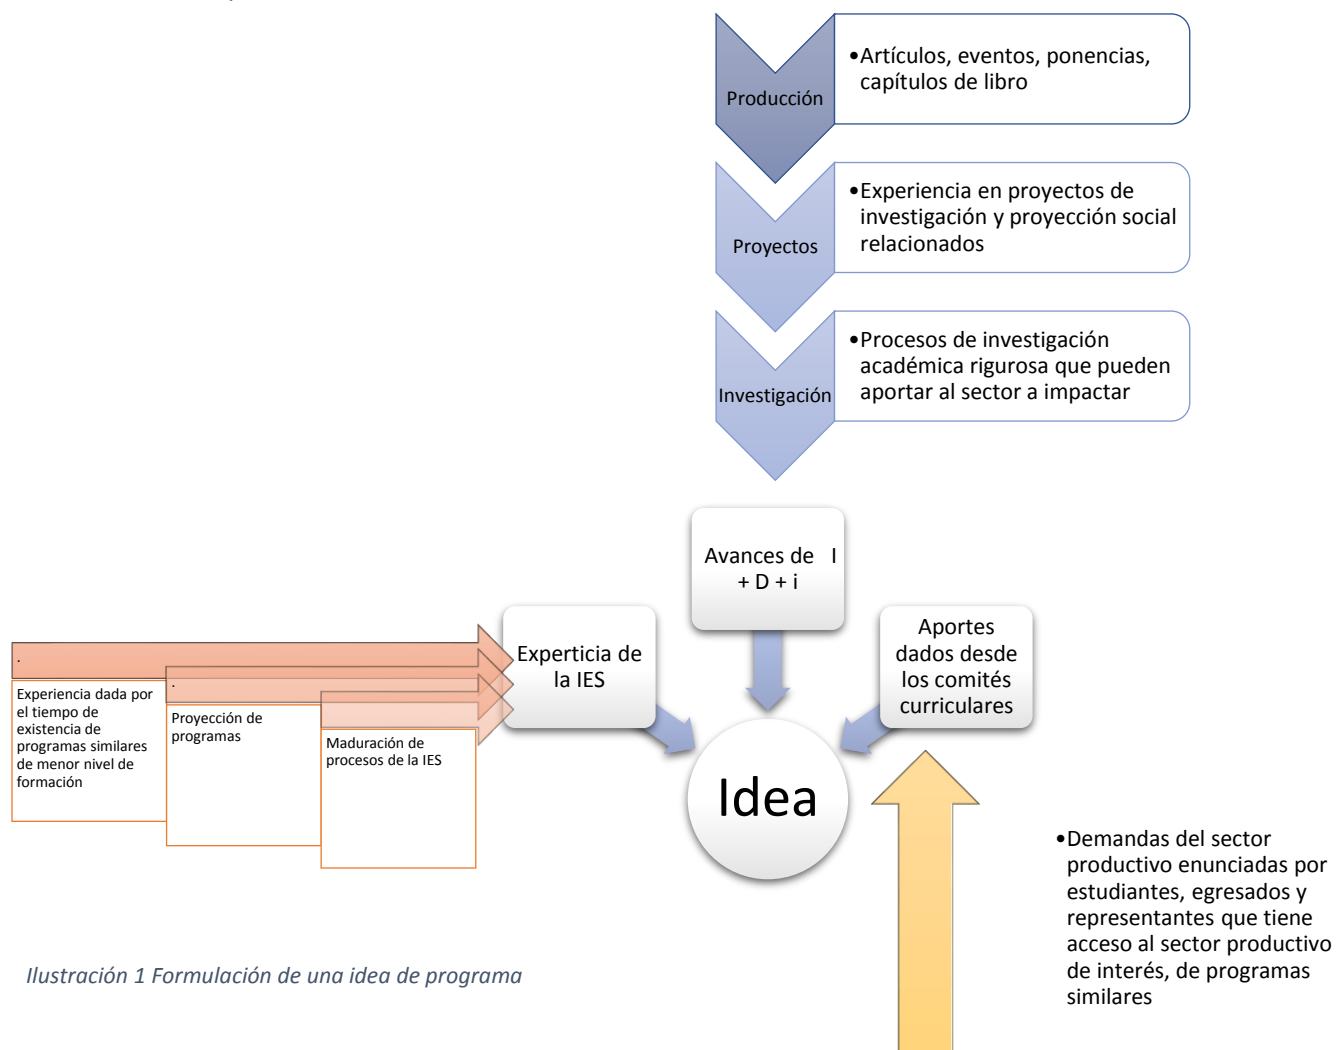 Producción
•Artículos, eventos, ponencias,
capítulos de libro
Proyectos
•Experiencia en proyectos de
investigación y proyección social
relacionados
Investigación
•Procesos de investigación
académica rigurosa que pueden
aportar al sector a impactar
Avances de I
+ D + i
Experticia de
la IES
Aportes
dados desde
los comités
curriculares
.
Experiencia dada por
el tiempo de
existencia de
programas similares
de menor nivel de
formación
.
Proyección de
programas
Maduración de
procesos de la IES
Idea
•Demandas del sector
productivo enunciadas por
estudiantes, egresados y
representantes que tiene
acceso al sector productivo
de interés, de programas
similares
Ilustración 1 Formulación de una idea de programa